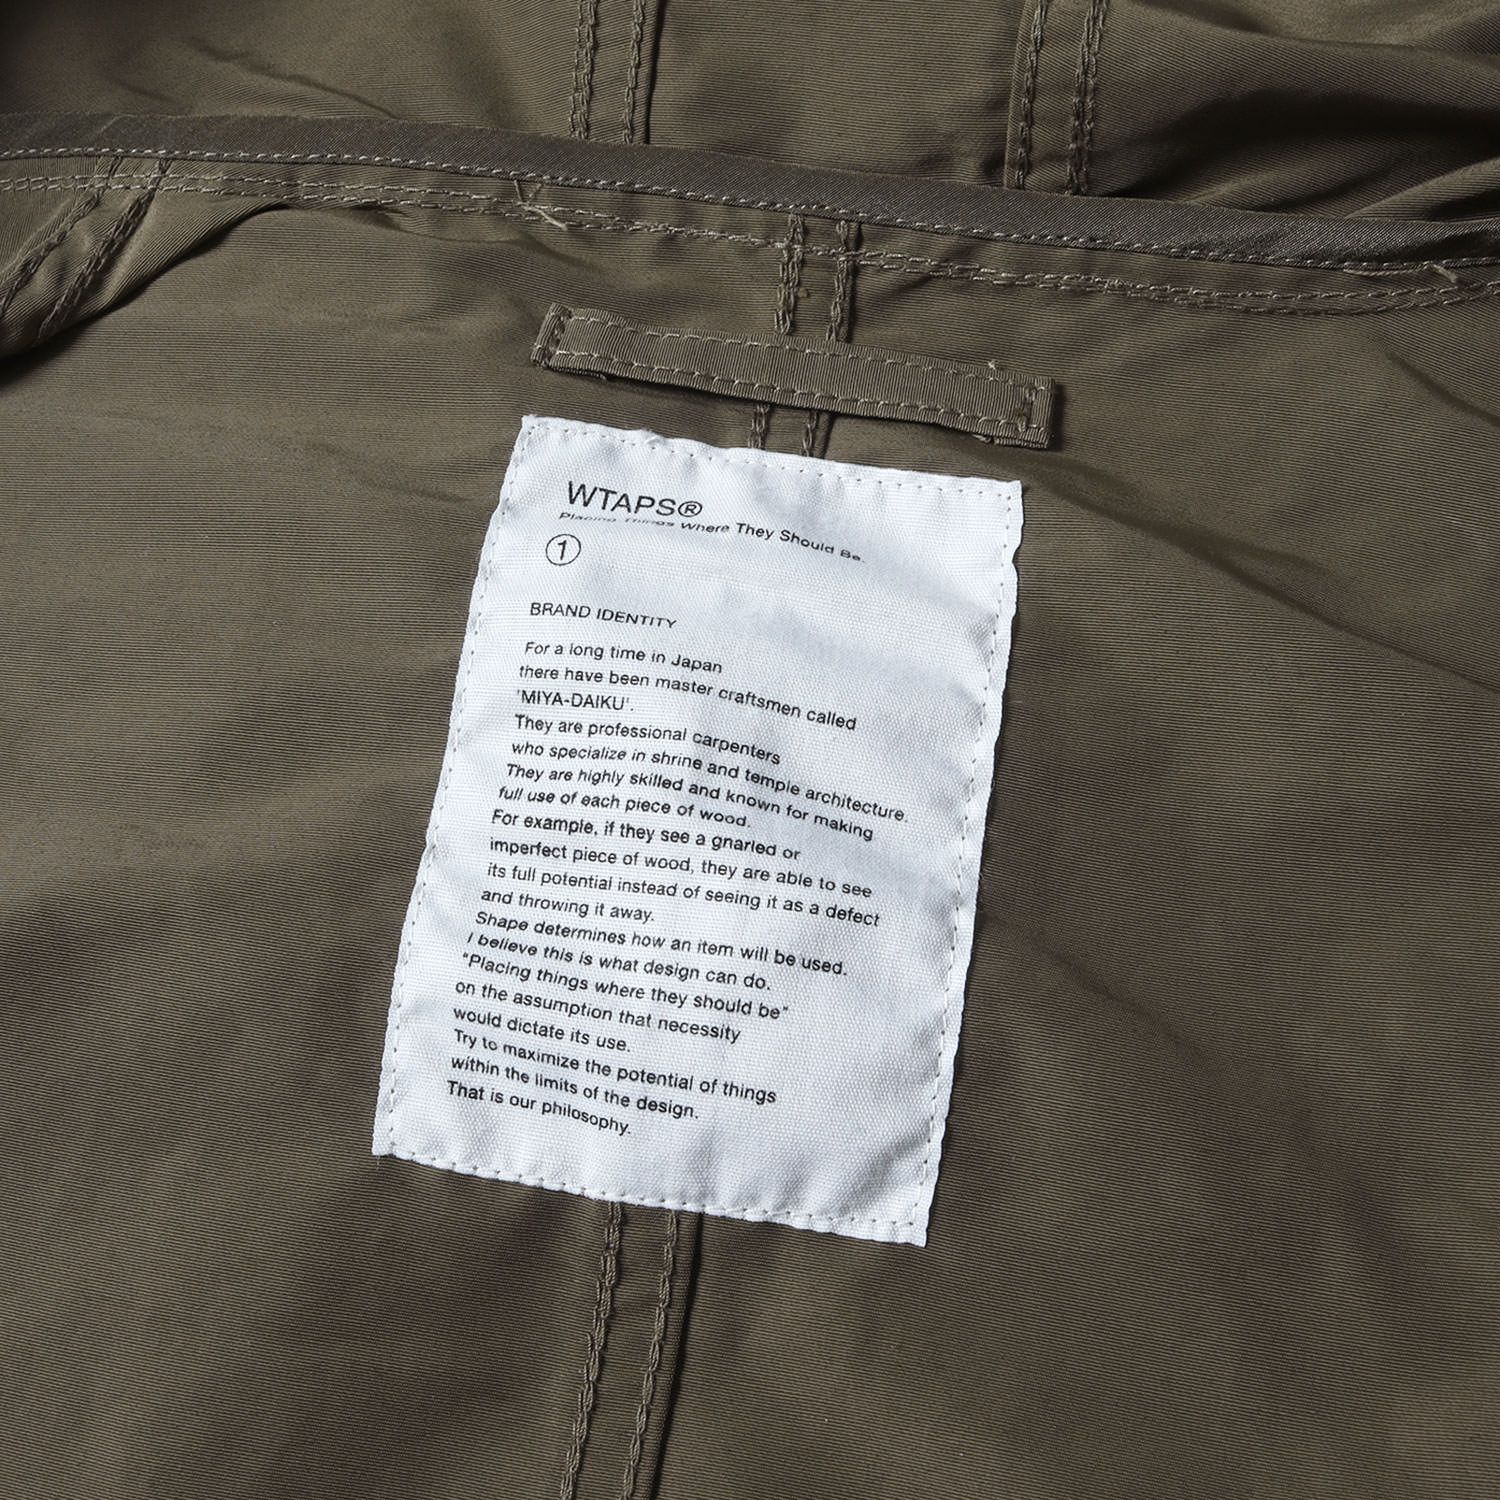 WTAPS®
Placing Things Where They Should Be.
①
BRAND IDENTITY
For a long time in Japan
there have been master craftsmen called
'MIYA-DAIKU'.
They are professional carpenters
who specialize in shrine and temple architecture.
They are highly skilled and known for making
full use of each piece of wood.
For example, if they see a gnarled or
imperfect piece of wood, they are able to see
its full potential instead of seeing it as a defect
and throwing it away.
Shape determines how an item will be used.
I believe this is what design can do.
"Placing things where they should be"
on the assumption that necessity
would dictate its use.
Try to maximize the potential of things
within the limits of the design.
That is our philosophy.